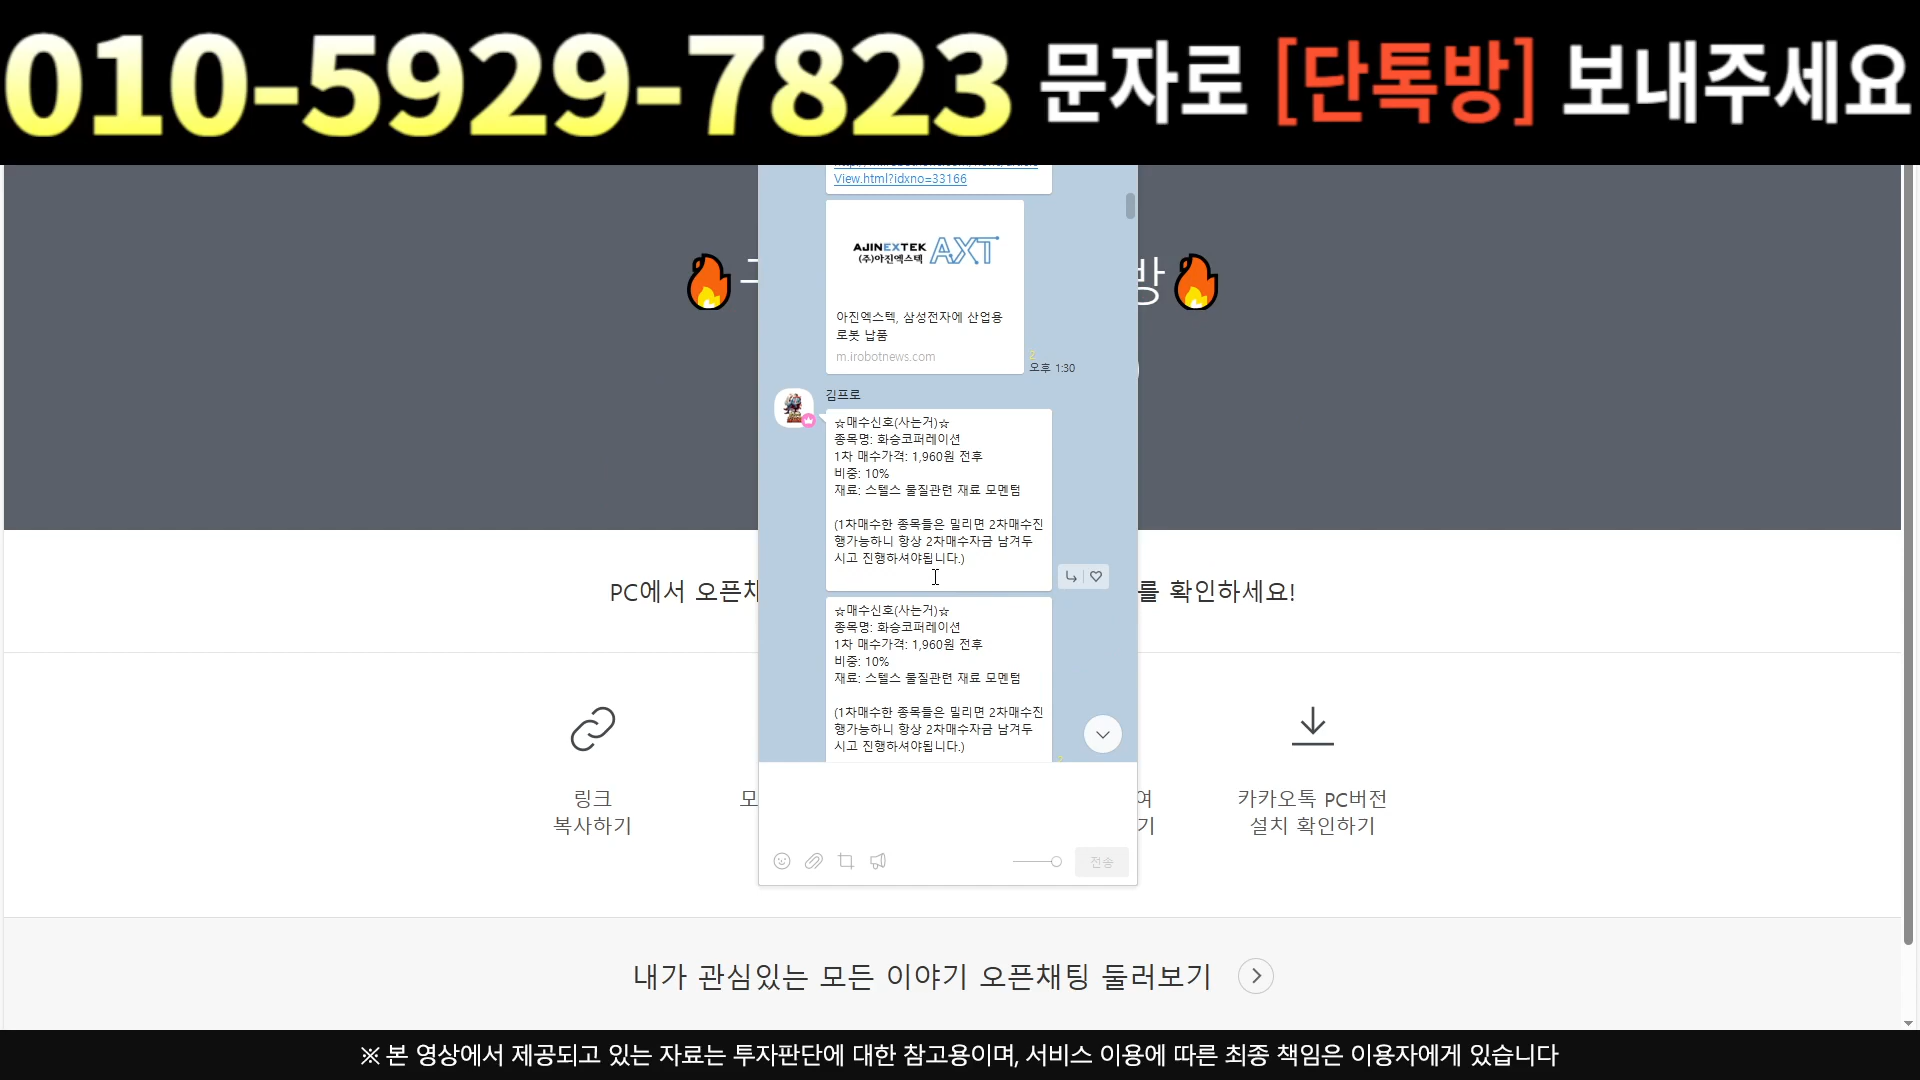 010-5929-7823 문자로 [단톡방] 보내주세요
View.html?idxno=33166
AJINEXTEK
(주)아진엑스텍
AXT
아진엑스텍, 삼성전자에 산업용
로봇 납품
m.irobotnews.com
오후 1:30
방
김프로
☆매수신호(사는거)☆
종목명: 화승코퍼레이션
1차 매수가격: 1,960원 전후
비중: 10%
재료: 스텔스 물질관련 재료 모멘텀
(1차매수한 종목들은 밀리면 2차매수진
행가능하니 항상 2차매수자금 남겨두
시고 진행하셔야됩니다.)
☆매수신호(사는거)☆
종목명: 화승코퍼레이션
1차 매수가격: 1,960원 전후
비중: 10%
재료: 스텔스 물질관련 재료 모멘텀
(1차매수한 종목들은 밀리면 2차매수진
행가능하니 항상 2차매수자금 남겨두
시고 진행하셔야됩니다.)
PC에서 오픈채
를 확인하세요!
링크
복사하기
모
여
기
카카오톡 PC버전
설치 확인하기
전송
내가 관심있는 모든 이야기 오픈채팅 둘러보기
※ 본 영상에서 제공되고 있는 자료는 투자판단에 대한 참고용이며, 서비스 이용에 따른 최종 책임은 이용자에게 있습니다